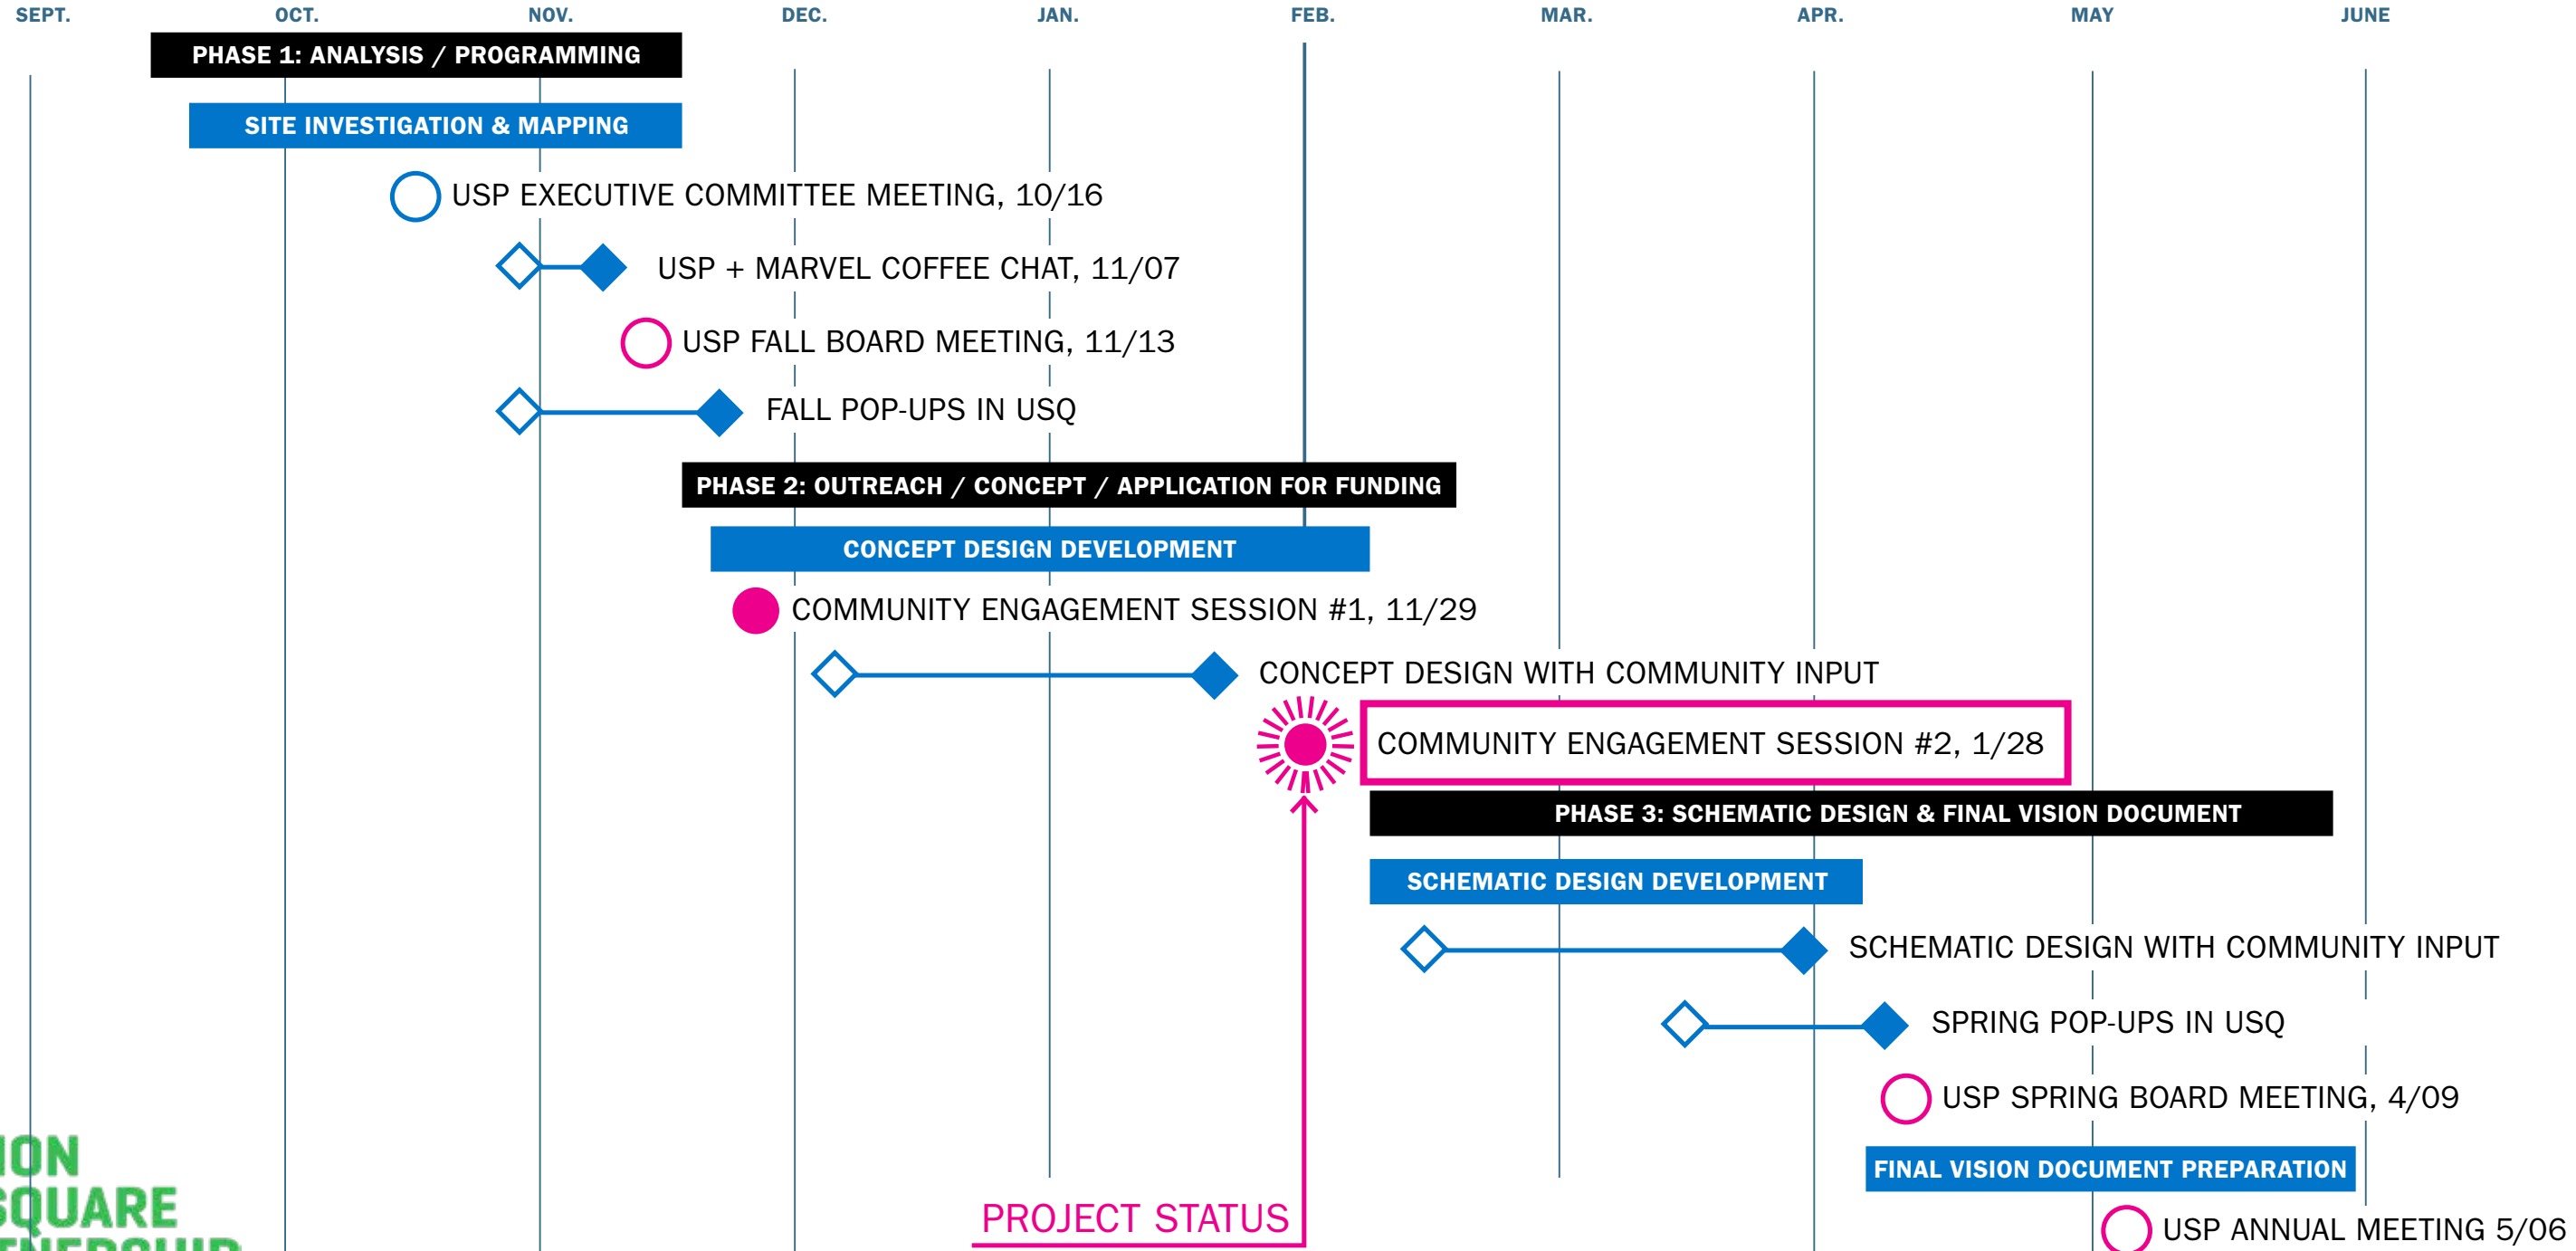 SEPT. OCT. NOV. DEC. JAN. FEB. MAR. APR. MAY JUNE
PHASE 1: ANALYSIS / PROGRAMMING
SITE INVESTIGATION & MAPPING
USP EXECUTIVE COMMITTEE MEETING, 10/16
USP + MARVEL COFFEE CHAT, 11/07
USP FALL BOARD MEETING, 11/13
FALL POP-UPS IN USQ
PHASE 2: OUTREACH / CONCEPT / APPLICATION FOR FUNDING
CONCEPT DESIGN DEVELOPMENT
COMMUNITY ENGAGEMENT SESSION #1, 11/29
CONCEPT DESIGN WITH COMMUNITY INPUT
COMMUNITY ENGAGEMENT SESSION #2, 1/28
PHASE 3: SCHEMATIC DESIGN & FINAL VISION DOCUMENT
SCHEMATIC DESIGN DEVELOPMENT
SCHEMATIC DESIGN WITH COMMUNITY INPUT
SPRING POP-UPS IN USQ
USP SPRING BOARD MEETING, 4/09
FINAL VISION DOCUMENT PREPARATION
PROJECT STATUS
USP ANNUAL MEETING 5/06